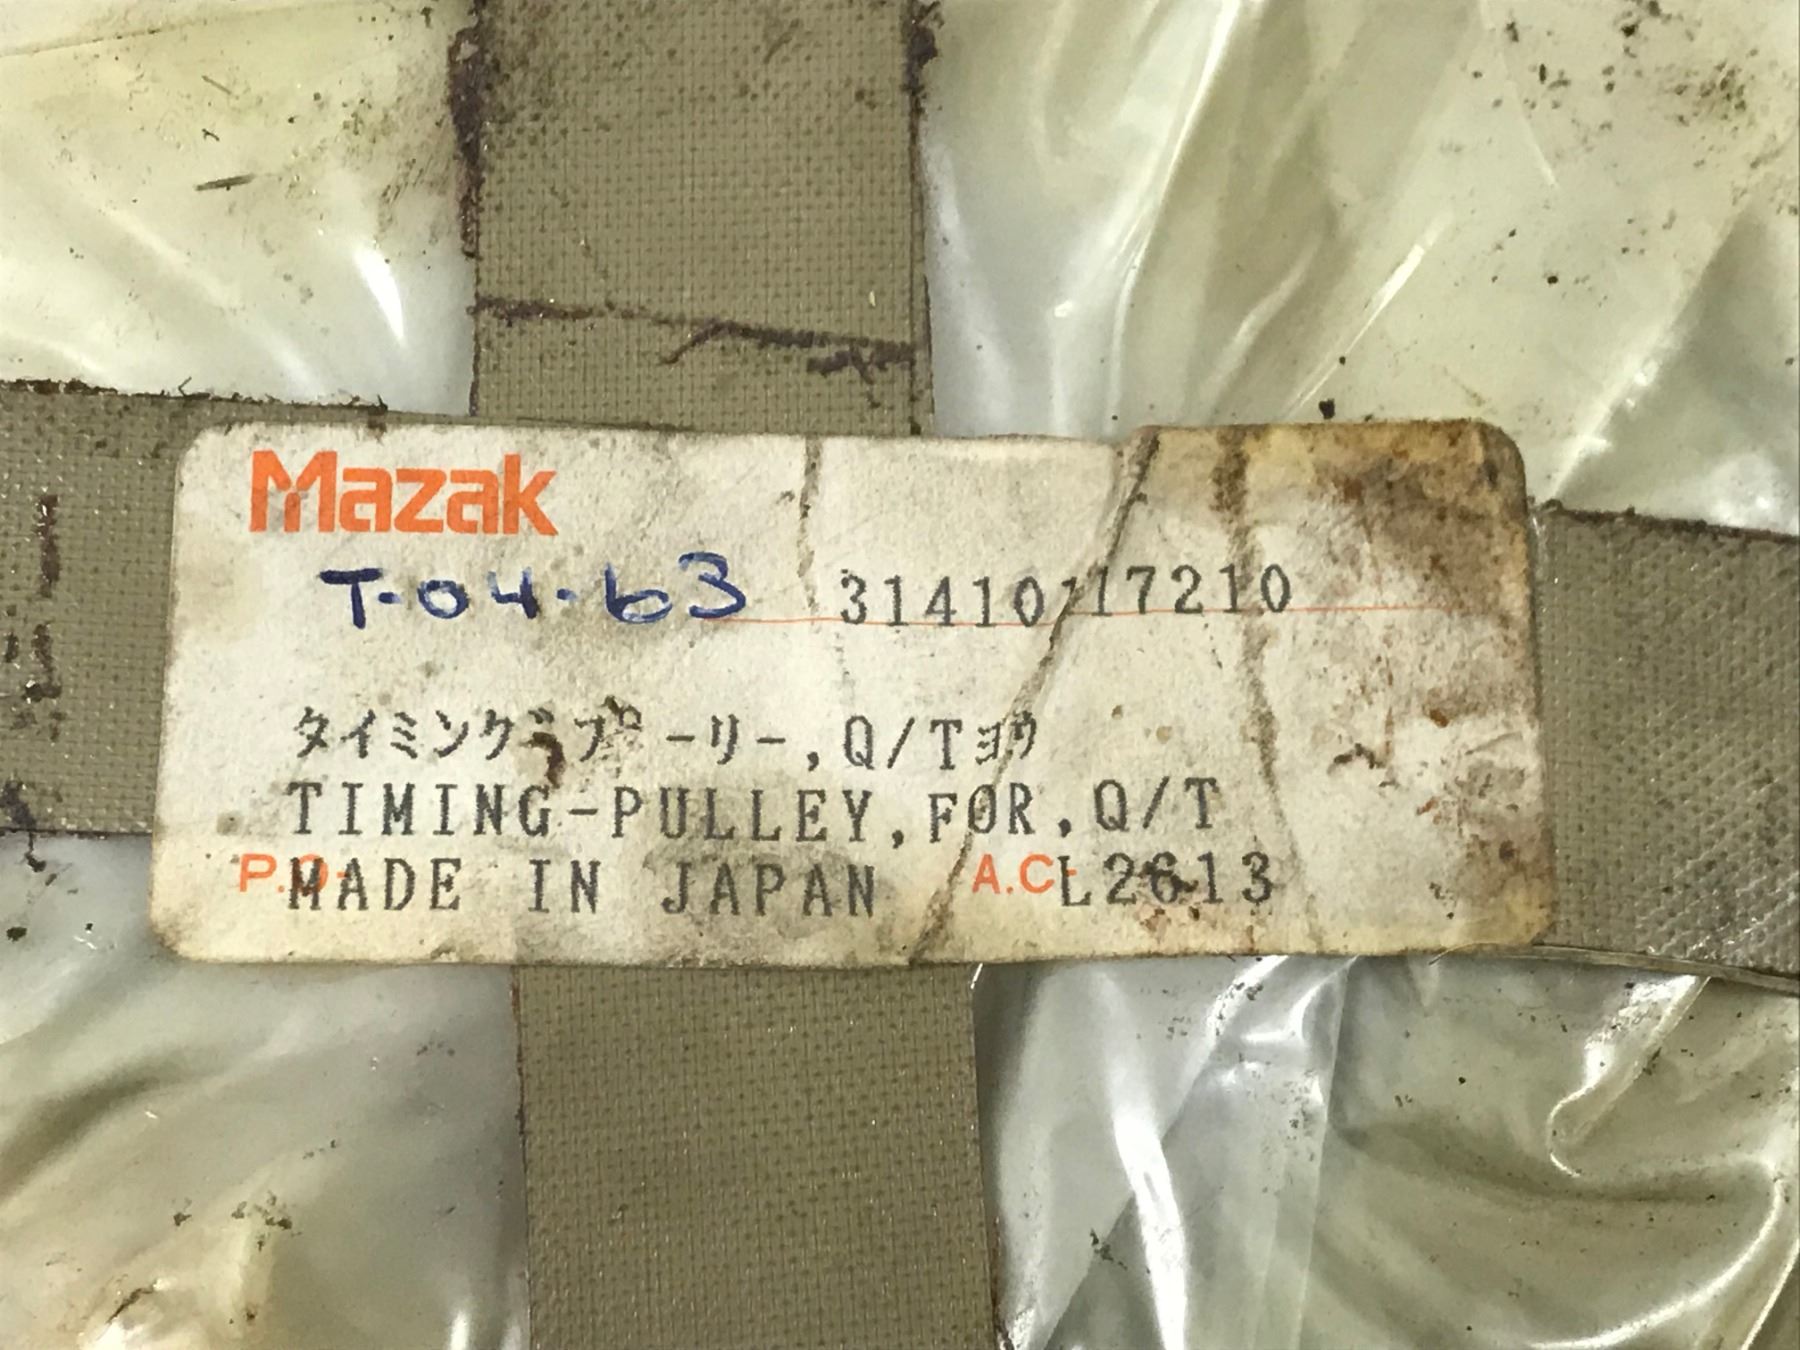 Mazak
T-04-63 31410117210
タイミングプーリー,Q/Tヨウ
TIMING-PULLEY,FOR,Q/T
P.O. MADE IN JAPAN A.C. L2613